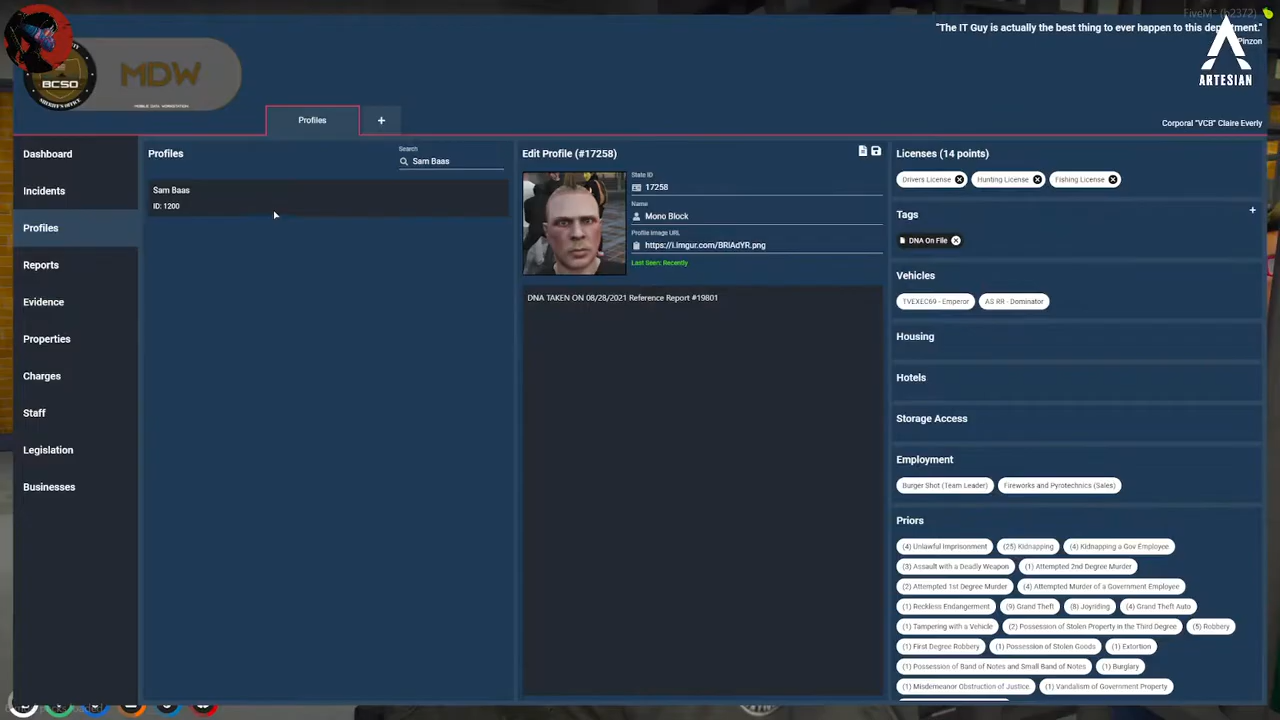 FiveM® (b2372)
"The IT Guy is actually the best thing to ever happen to this department."
Pinzon
ARTESIAN
BCSO
SHERIFF'S OFFICE
MDW
MOBILE DATA WORKSTATION
Profiles
+
Corporal "VCB" Claire Everly
Dashboard
Incidents
Profiles
Reports
Evidence
Properties
Charges
Staff
Legislation
Businesses
Profiles
Search
Sam Baas
Sam Baas
ID: 1200
Edit Profile (#17258)
State ID
17258
Name
Mono Block
Profile Image URL
https://i.imgur.com/BRlAdYR.png
Last Seen: Recently
DNA TAKEN ON 08/28/2021 Reference Report #19801
Licenses (14 points)
Drivers License
Hunting License
Fishing License
Tags
+
DNA On File
Vehicles
TVEXEC69 - Emperor
AS RR - Dominator
Housing
Hotels
Storage Access
Employment
Burger Shot (Team Leader)
Fireworks and Pyrotechnics (Sales)
Priors
(4) Unlawful Imprisonment (25) Kidnapping (4) Kidnapping a Gov Employee
(3) Assault with a Deadly Weapon (1) Attempted 2nd Degree Murder
(2) Attempted 1st Degree Murder (4) Attempted Murder of a Government Employee
(1) Reckless Endangerment (9) Grand Theft (8) Joyriding (4) Grand Theft Auto
(1) Tampering with a Vehicle (2) Possession of Stolen Property in the Third Degree (5) Robbery
(1) First Degree Robbery (1) Possession of Stolen Goods (1) Extortion
(1) Possession of Band of Notes and Small Band of Notes (1) Burglary
(1) Misdemeanor Obstruction of Justice (1) Vandalism of Government Property